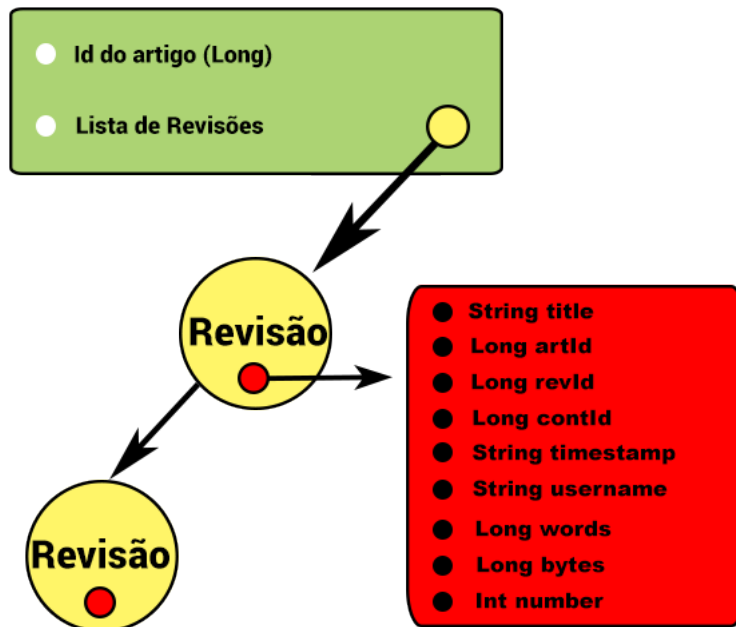 Id do artigo (Long)
Lista de Revisões
Revisão
String title
Long artId
Long revId
Long contId
String timestamp
String username
Long words
Long bytes
Int number
Revisão